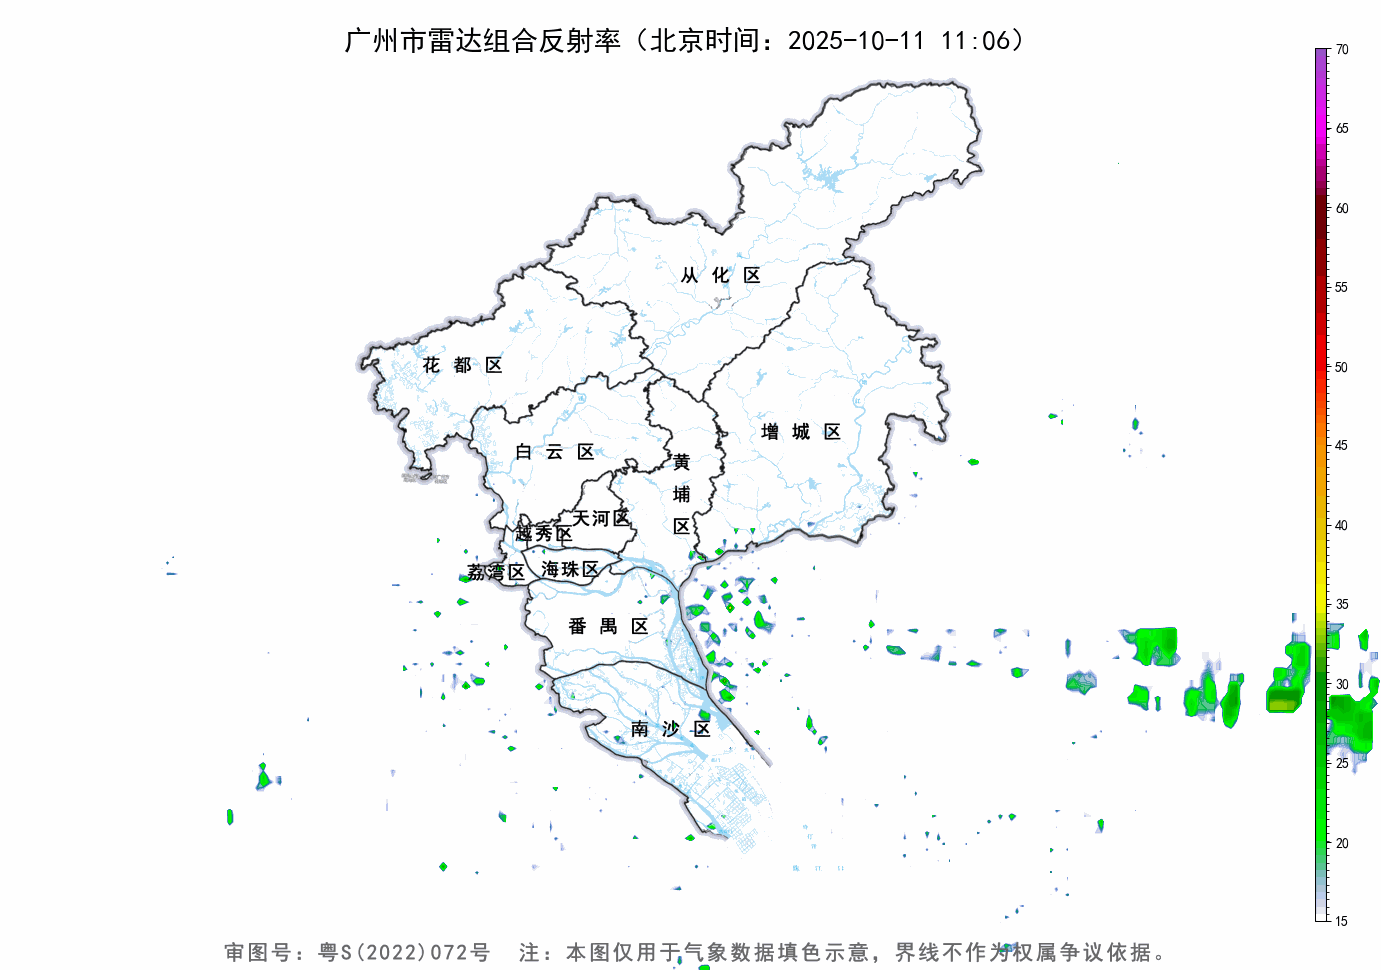 广州市雷达组合反射率（北京时间：2025-10-11 11:06）
70
65
60
55
50
45
40
35
30
25
20
15
从化区
花都区
增城区
白云区
黄埔区
天河区
越秀区
荔湾区
海珠区
番禺区
南沙区
审图号：粤S(2022)072号 注：本图仅用于气象数据填色示意，界线不作为权属争议依据。